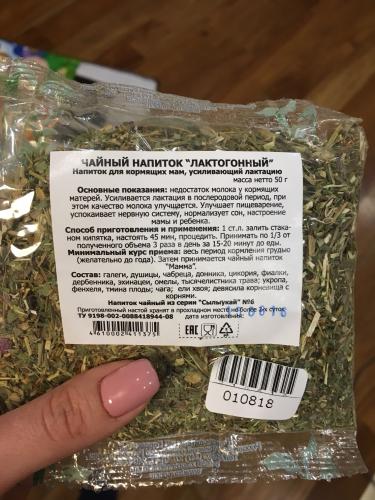 ЧАЙНЫЙ НАПИТОК "ЛАКТОГОННЫЙ"
Напиток для кормящих мам, усиливающий лактацию
масса нетто 50 г
Основные показания: недостаток молока у кормящих
матерей. Усиливается лактация в послеродовой период, при
этом качество молока улучшается. Улучшает пищеварение,
успокаивает нервную систему, нормализует сон, настроение
мамы и ребенка.
Способ приготовления и применения: 1 ст.л. залить стака-
ном кипятка, настоять 45 мин, процедить. Принимать по 1/3 от
полученного объема 3 раза в день за 15-20 минут до еды.
Минимальный курс приема: весь период кормления грудью
(желательно до года). Затем принимается чайный напиток
"Мамма".
Состав: галеги, душицы, чабреца, донника, цикория, фиалки,
дербенника, эхинацеи, омелы, тысячелистника трава; укропа,
фенхеля, тмина плоды; чага; ели хвоя; девясила корневища с
корнями.
Напиток чайный из серии "Сылыукай" №6
Приготовленный настой хранят в прохладном месте не более 2-х суток
ТУ 9198-002-0088418944-08 дата изготовления:
4610002411375
EAC
010818